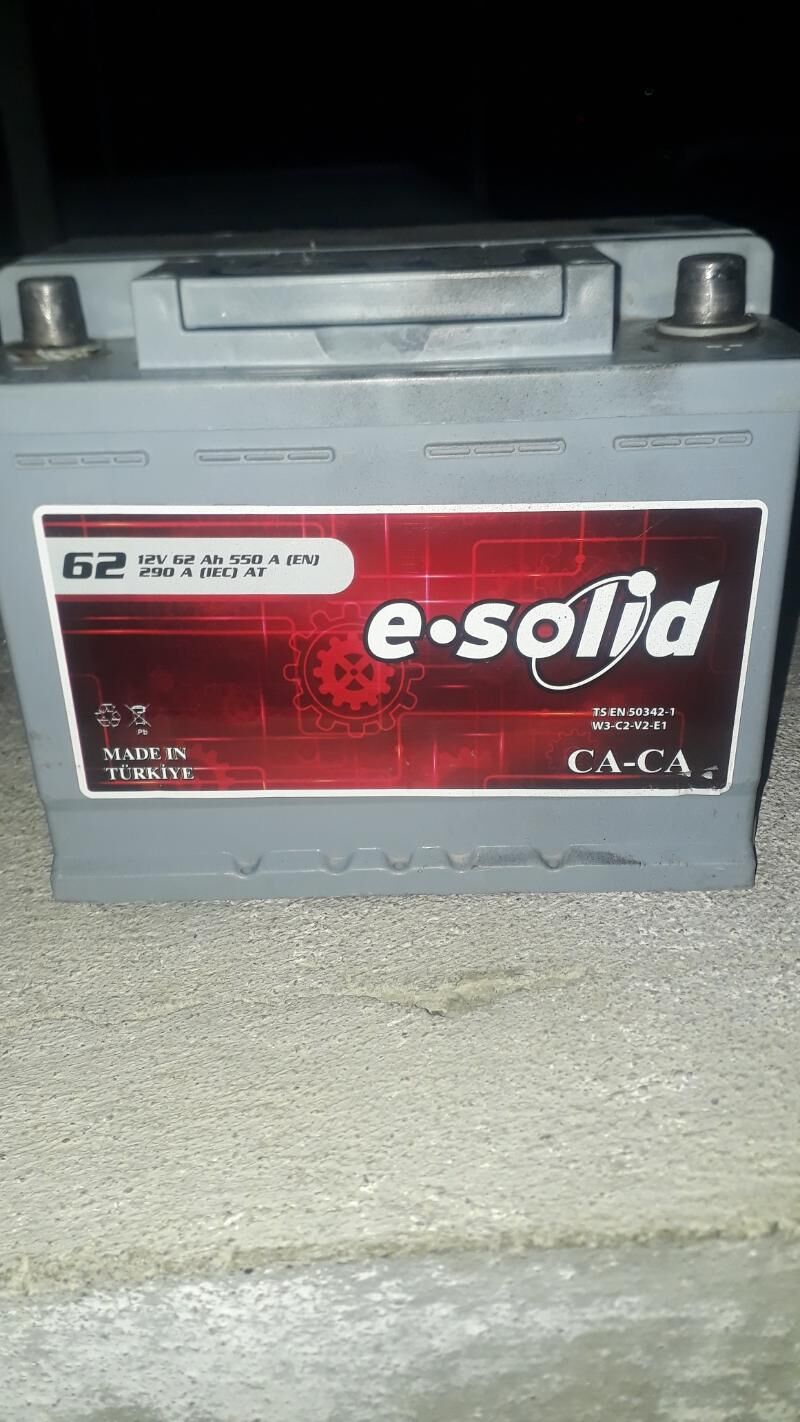 62 12V 62 Ah 550 A (EN)
290 A (IEC) AT
e·solid
TS EN 50342-1
W3-C2-V2-E1
Pb
MADE IN
TÜRKİYE
CA-CA